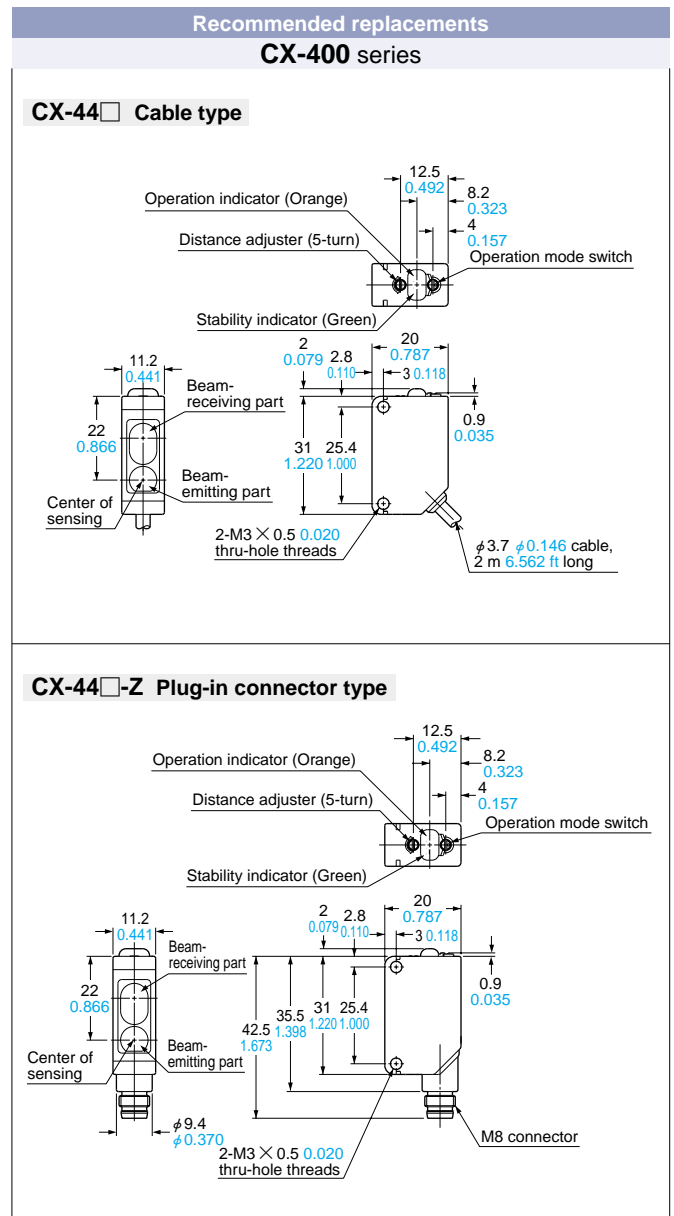 Recommended replacements
CX-400 series
CX-44□ Cable type
12.5
0.492
8.2
0.323
4
0.157
Operation indicator (Orange)
Distance adjuster (5-turn)
Operation mode switch
Stability indicator (Green)
11.2
0.441
Beam-
receiving part
22
0.866
Beam-
emitting part
Center of
sensing
2
0.079
2.8
0.110
20
0.787
3 0.118
0.9
0.035
31
1.220
25.4
1.000
2-M3 × 0.5 0.020
thru-hole threads
φ3.7 φ0.146 cable,
2 m 6.562 ft long
CX-44□-Z Plug-in connector type
12.5
0.492
8.2
0.323
4
0.157
Operation indicator (Orange)
Distance adjuster (5-turn)
Operation mode switch
Stability indicator (Green)
11.2
0.441
Beam-
receiving part
22
0.866
Beam-
emitting part
Center of
sensing
φ9.4
φ0.370
2
0.079
2.8
0.110
20
0.787
3 0.118
0.9
0.035
42.5
1.673
35.5
1.398
31
1.220
25.4
1.000
2-M3 × 0.5 0.020
thru-hole threads
M8 connector